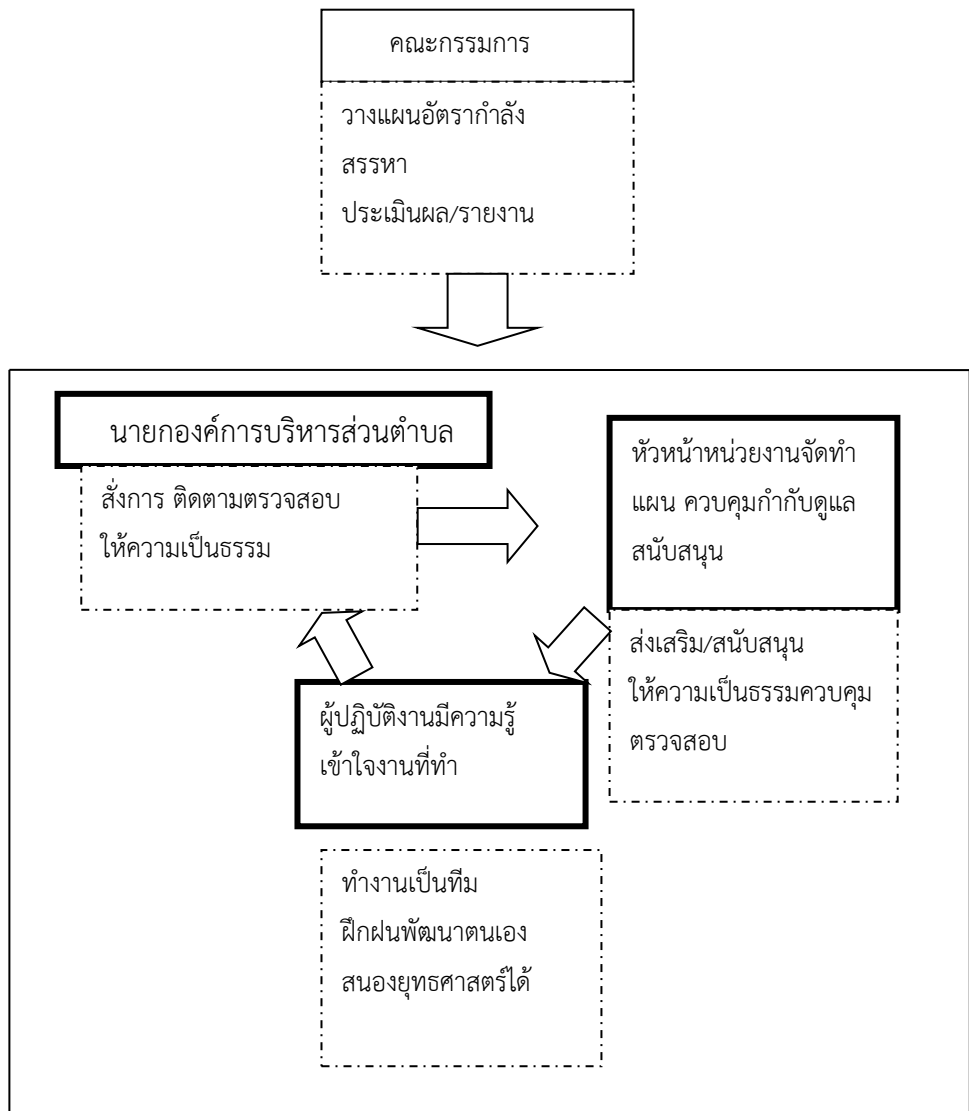 คณะกรรมการ
วางแผนอัตรากำลัง
สรรหา
ประเมินผล/รายงาน
นายกองค์การบริหารส่วนตำบล
สั่งการ ติดตามตรวจสอบ
ให้ความเป็นธรรม
หัวหน้าหน่วยงานจัดทำ
แผน ควบคุมกำกับดูแล
สนับสนุน
ส่งเสริม/สนับสนุน
ให้ความเป็นธรรมควบคุม
ตรวจสอบ
ผู้ปฏิบัติงานมีความรู้
เข้าใจงานที่ทำ
ทำงานเป็นทีม
ฝึกฝนพัฒนาตนเอง
สนองยุทธศาสตร์ได้